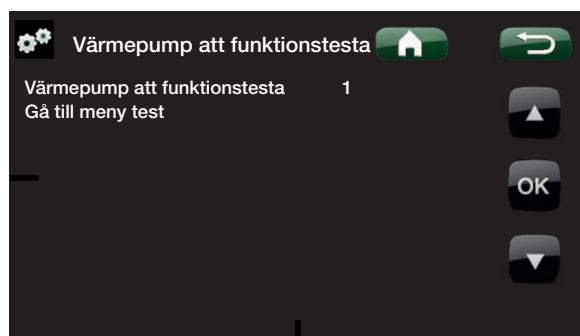 Värmepump att funktionstesta
Värmepump att funktionstesta 1
Gå till meny test
OK